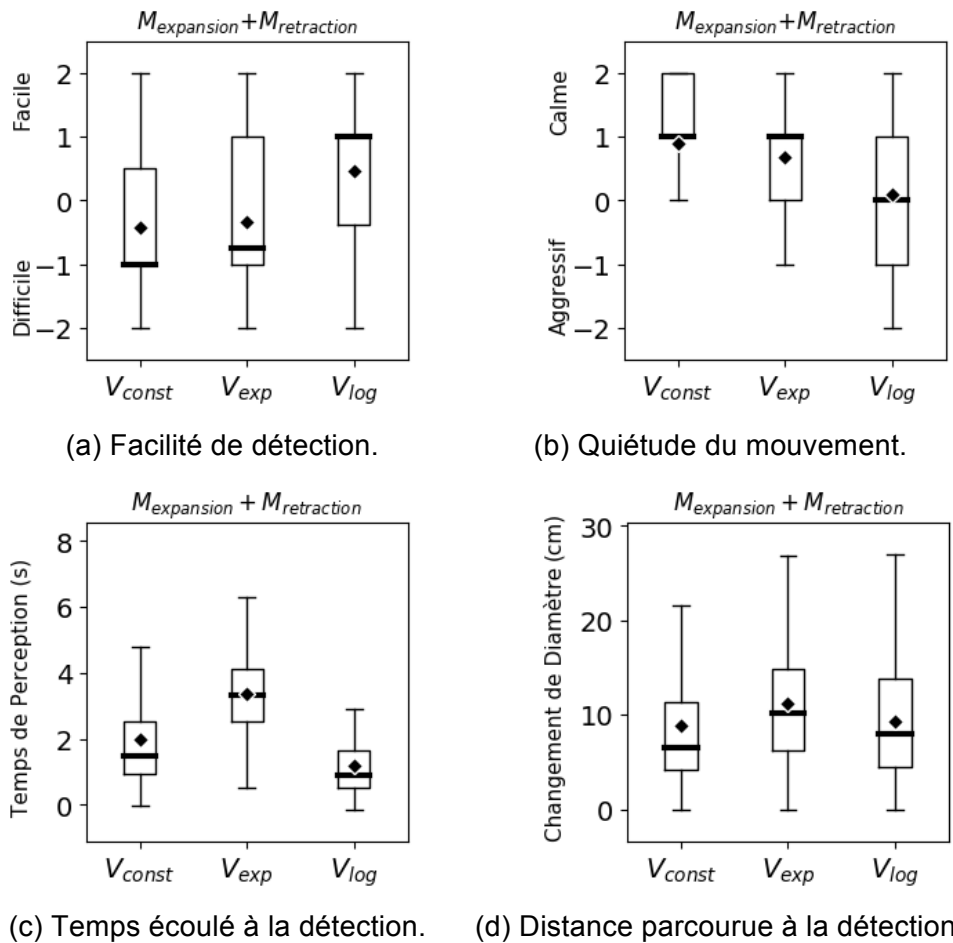 M_expansion+M_retraction
M_expansion+M_retraction
Facile
Difficile
2
1
0
−1
−2
V_const V_exp V_log
Calme
Aggressif
2
1
0
−1
−2
V_const V_exp V_log
(a) Facilité de détection.
(b) Quiétude du mouvement.
M_expansion + M_retraction
M_expansion + M_retraction
Temps de Perception (s)
8
6
4
2
0
V_const V_exp V_log
Changement de Diamètre (cm)
30
20
10
0
V_const V_exp V_log
(c) Temps écoulé à la détection.
(d) Distance parcourue à la détection